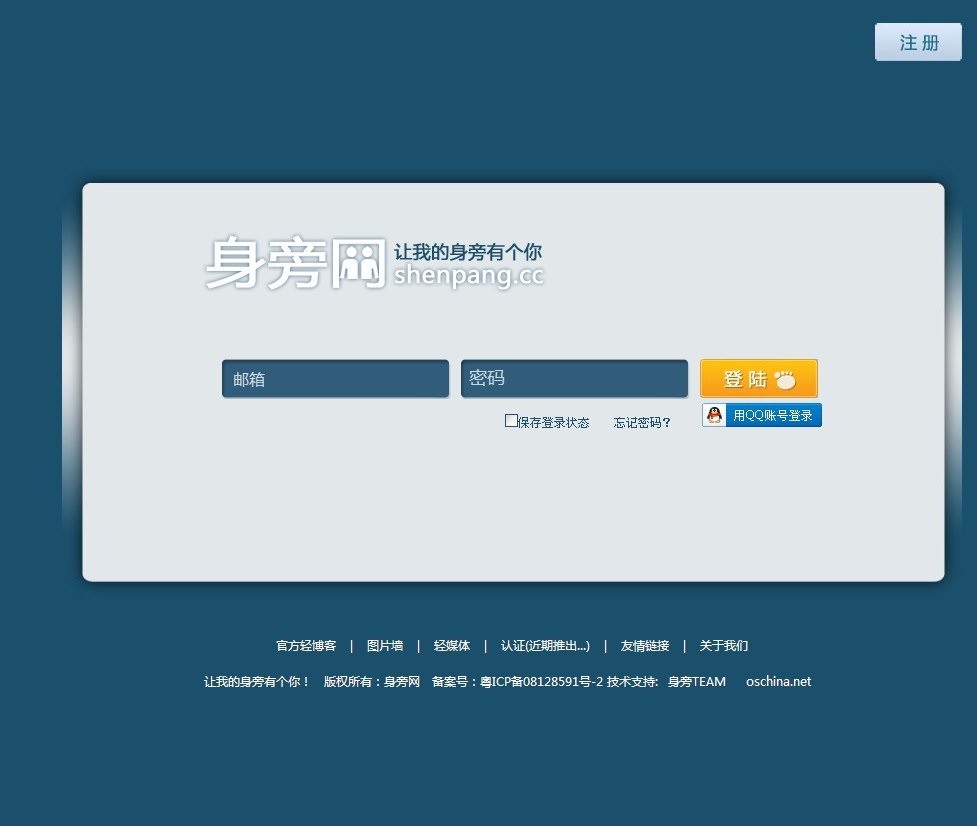 注 册
身旁网 让我的身旁有个你
shenpang.cc
邮箱 密码 登 陆
保存登录状态 忘记密码？ 用QQ账号登录
官方轻博客 | 图片墙 | 轻媒体 | 认证(近期推出...) | 友情链接 | 关于我们
让我的身旁有个你！ 版权所有：身旁网 备案号：粤ICP备08128591号-2 技术支持: 身旁TEAM oschina.net